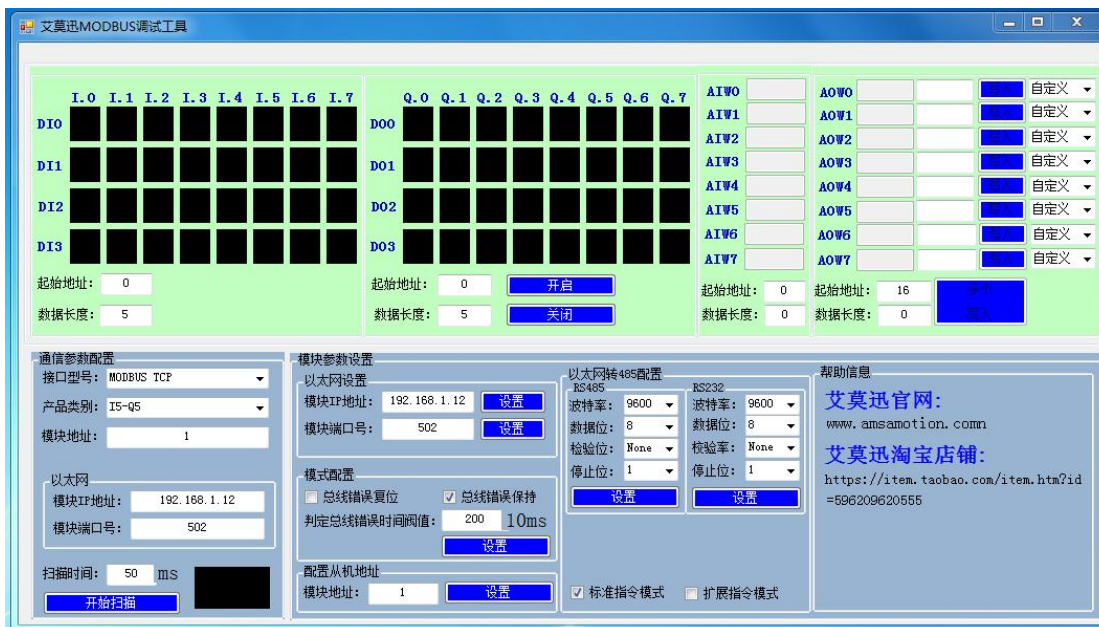 艾莫迅MODBUS调试工具
I.0 I.1 I.2 I.3 I.4 I.5 I.6 I.7
DI0
DI1
DI2
DI3
起始地址: 0
数据长度: 5
Q.0 Q.1 Q.2 Q.3 Q.4 Q.5 Q.6 Q.7
DO0
DO1
DO2
DO3
起始地址: 0 开启
数据长度: 5 关闭
AIW0
AIW1
AIW2
AIW3
AIW4
AIW5
AIW6
AIW7
起始地址: 0
数据长度: 0
AOW0 自定义
AOW1 自定义
AOW2 自定义
AOW3 自定义
AOW4 自定义
AOW5 自定义
AOW6 自定义
AOW7 自定义
起始地址: 16
数据长度: 0
通信参数配置
接口型号: MODBUS TCP
产品类别: I5-Q5
模块地址: 1
以太网
模块IP地址: 192.168.1.12
模块端口号: 502
扫描时间: 50 ms
开始扫描
模块参数设置
以太网设置
模块IP地址: 192.168.1.12 设置
模块端口号: 502 设置
模式配置
总线错误复位 总线错误保持
判定总线错误时间阀值: 200 10ms
设置
配置从机地址
模块地址: 1 设置
以太网转485配置
RS485
波特率: 9600
数据位: 8
检验位: None
停止位: 1
设置
RS232
波特率: 9600
数据位: 8
校验率: None
停止位: 1
设置
标准指令模式 扩展指令模式
帮助信息
艾莫迅官网:
www.amsamotion.comn
艾莫迅淘宝店铺:
https://item.taobao.com/item.htm?id
=596209620555